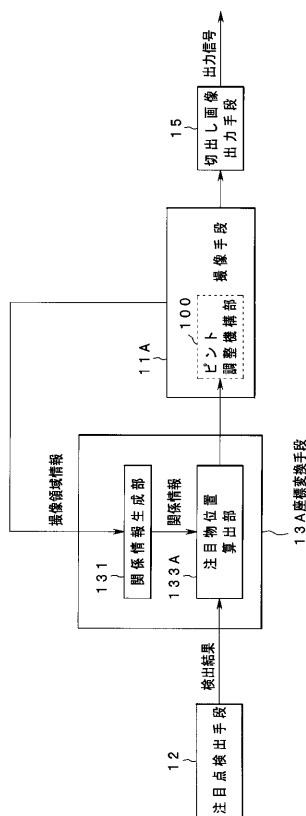 12
注目点検出手段
検出結果
13A座標変換手段
131
関係情報生成部
関係情報
133A
注目物位置
算出部
撮像領域情報
11A
撮像手段
100
ピント
調整機構部
15
切出し画像
出力手段
出力信号